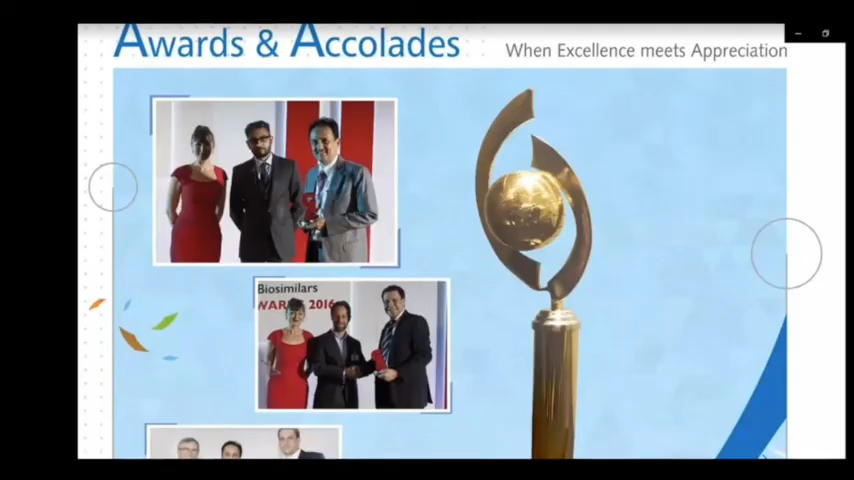 Awards & Accolades
When Excellence meets Appreciation
Biosimilars
WARDS 2016